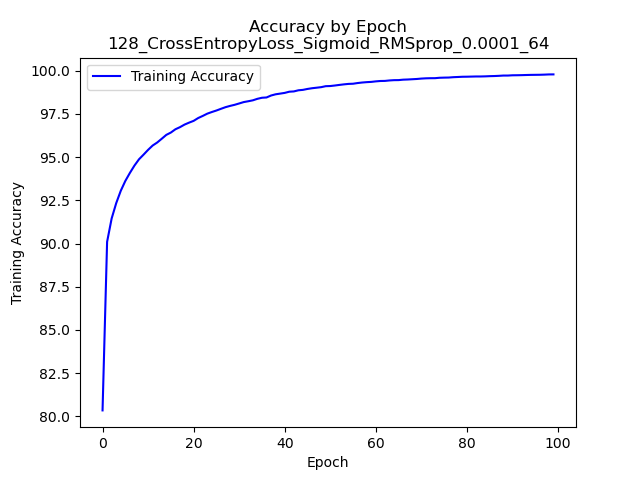 Accuracy by Epoch
128_CrossEntropyLoss_Sigmoid_RMSprop_0.0001_64
Training Accuracy
100.0
97.5
95.0
92.5
90.0
87.5
85.0
82.5
80.0
Training Accuracy
0 20 40 60 80 100
Epoch